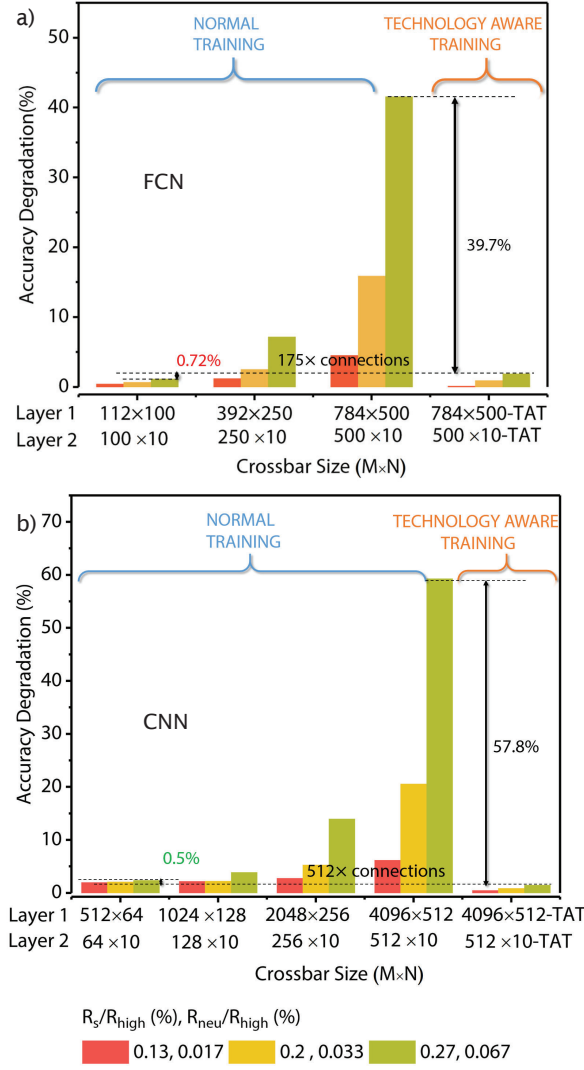 a)
NORMAL
TRAINING
TECHNOLOGY AWARE
TRAINING
Accuracy Degradation(%)
50
40
30
20
10
0
FCN
39.7%
0.72%
175× connections
Layer 1 112×100 392×250 784×500 784×500-TAT
Layer 2 100 ×10 250 ×10 500 ×10 500 ×10-TAT
Crossbar Size (M×N)
b)
NORMAL
TRAINING
TECHNOLOGY AWARE
TRAINING
Accuracy Degradation (%)
70
60
50
40
30
20
10
0
CNN
57.8%
0.5%
512× connections
Layer 1 512×64 1024 ×128 2048×256 4096×512 4096×512-TAT
Layer 2 64 ×10 128 ×10 256 ×10 512 ×10 512 ×10-TAT
Crossbar Size (M×N)
Rs/Rhigh (%), Rneu/Rhigh (%)
0.13, 0.017 0.2 , 0.033 0.27, 0.067